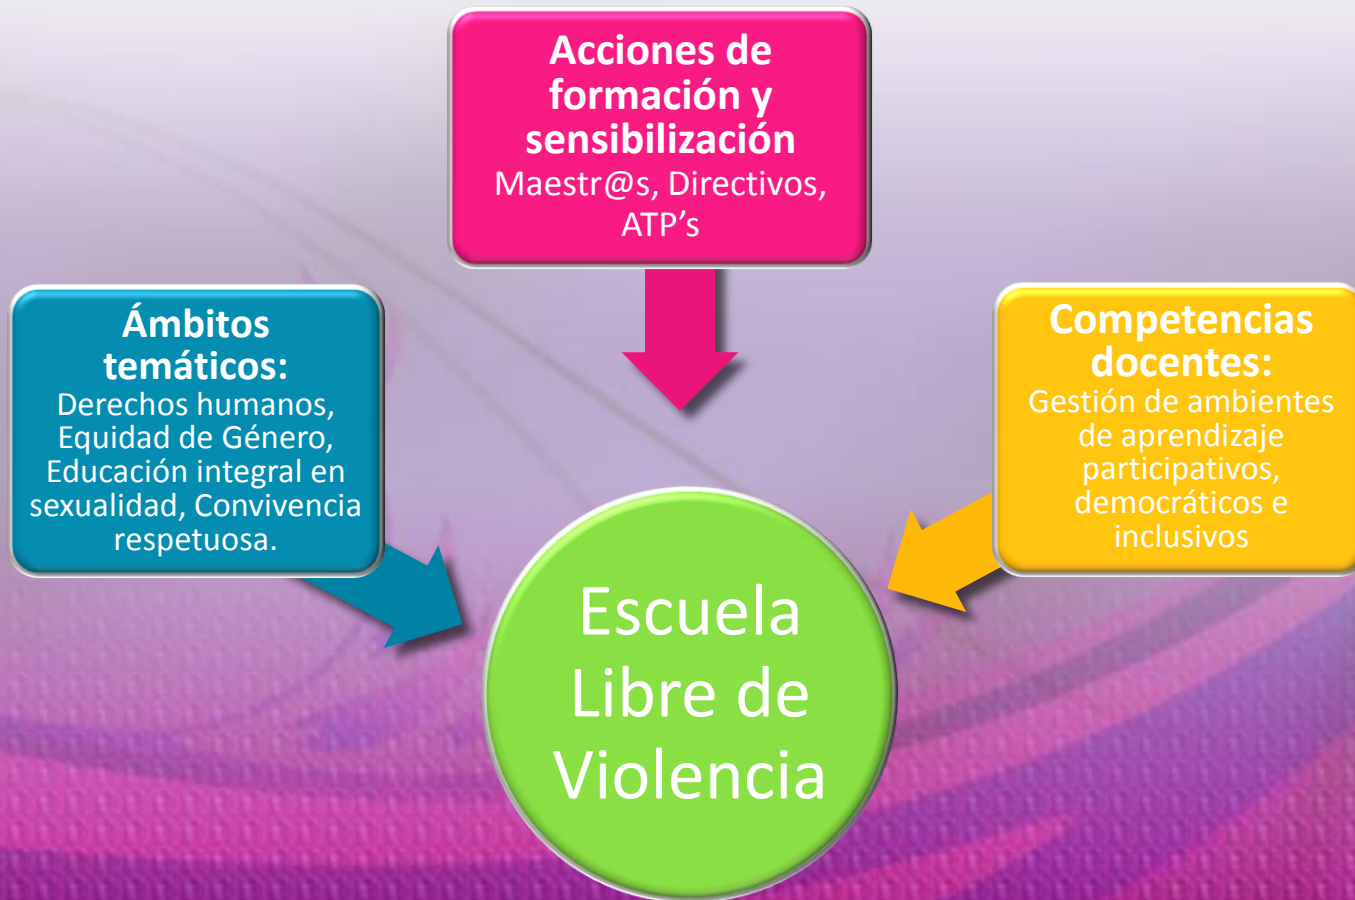 Acciones de
formación y
sensibilización
Maestr@s, Directivos,
ATP’s
Ámbitos
temáticos:
Derechos humanos,
Equidad de Género,
Educación integral en
sexualidad, Convivencia
respetuosa.
Competencias
docentes:
Gestión de ambientes
de aprendizaje
participativos,
democráticos e
inclusivos
Escuela
Libre de
Violencia